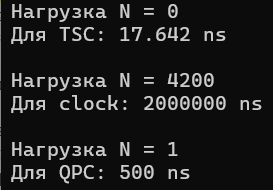 Нагрузка N = 0
Для TSC: 17.642 ns
Нагрузка N = 4200
Для clock: 2000000 ns
Нагрузка N = 1
Для QPC: 500 ns